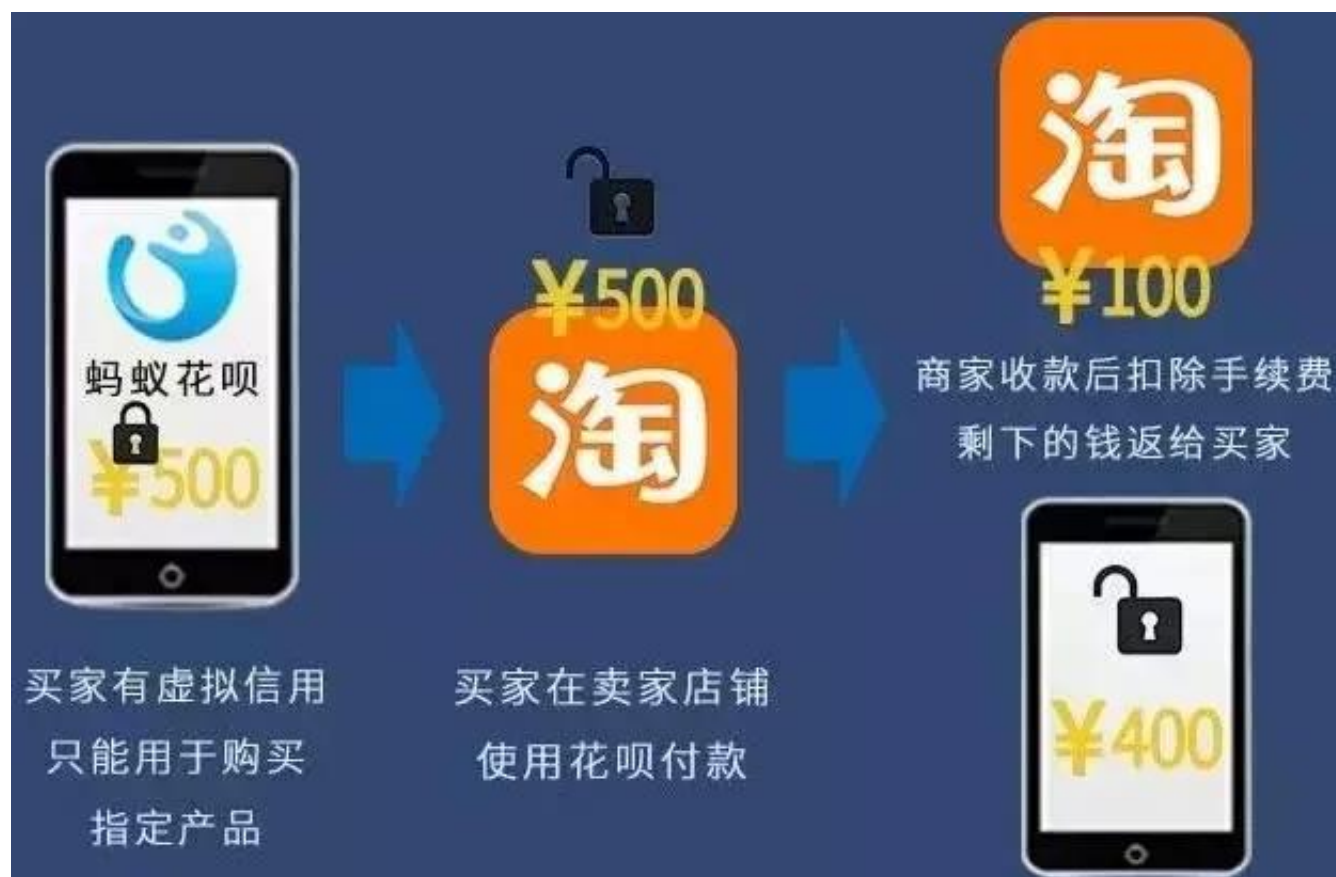 蚂蚁花呗
¥500
买家有虚拟信用
只能用于购买
指定产品
¥500
淘
买家在卖家店铺
使用花呗付款
淘
¥100
商家收款后扣除手续费
剩下的钱返给买家
¥400